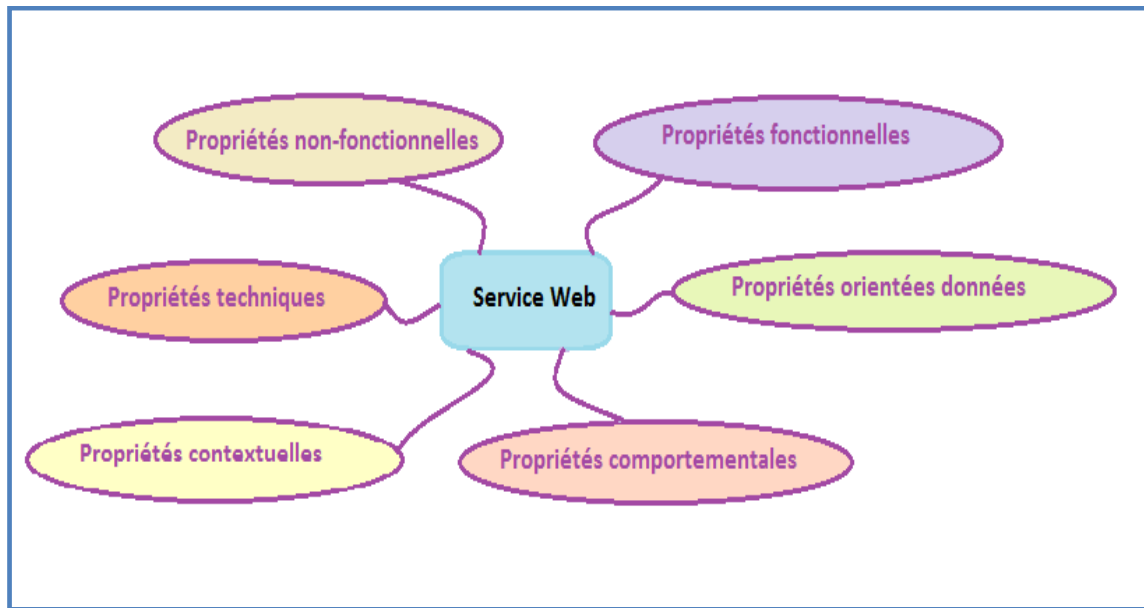 Propriétés non-fonctionnelles
Propriétés fonctionnelles
Propriétés techniques
Service Web
Propriétés orientées données
Propriétés contextuelles
Propriétés comportementales